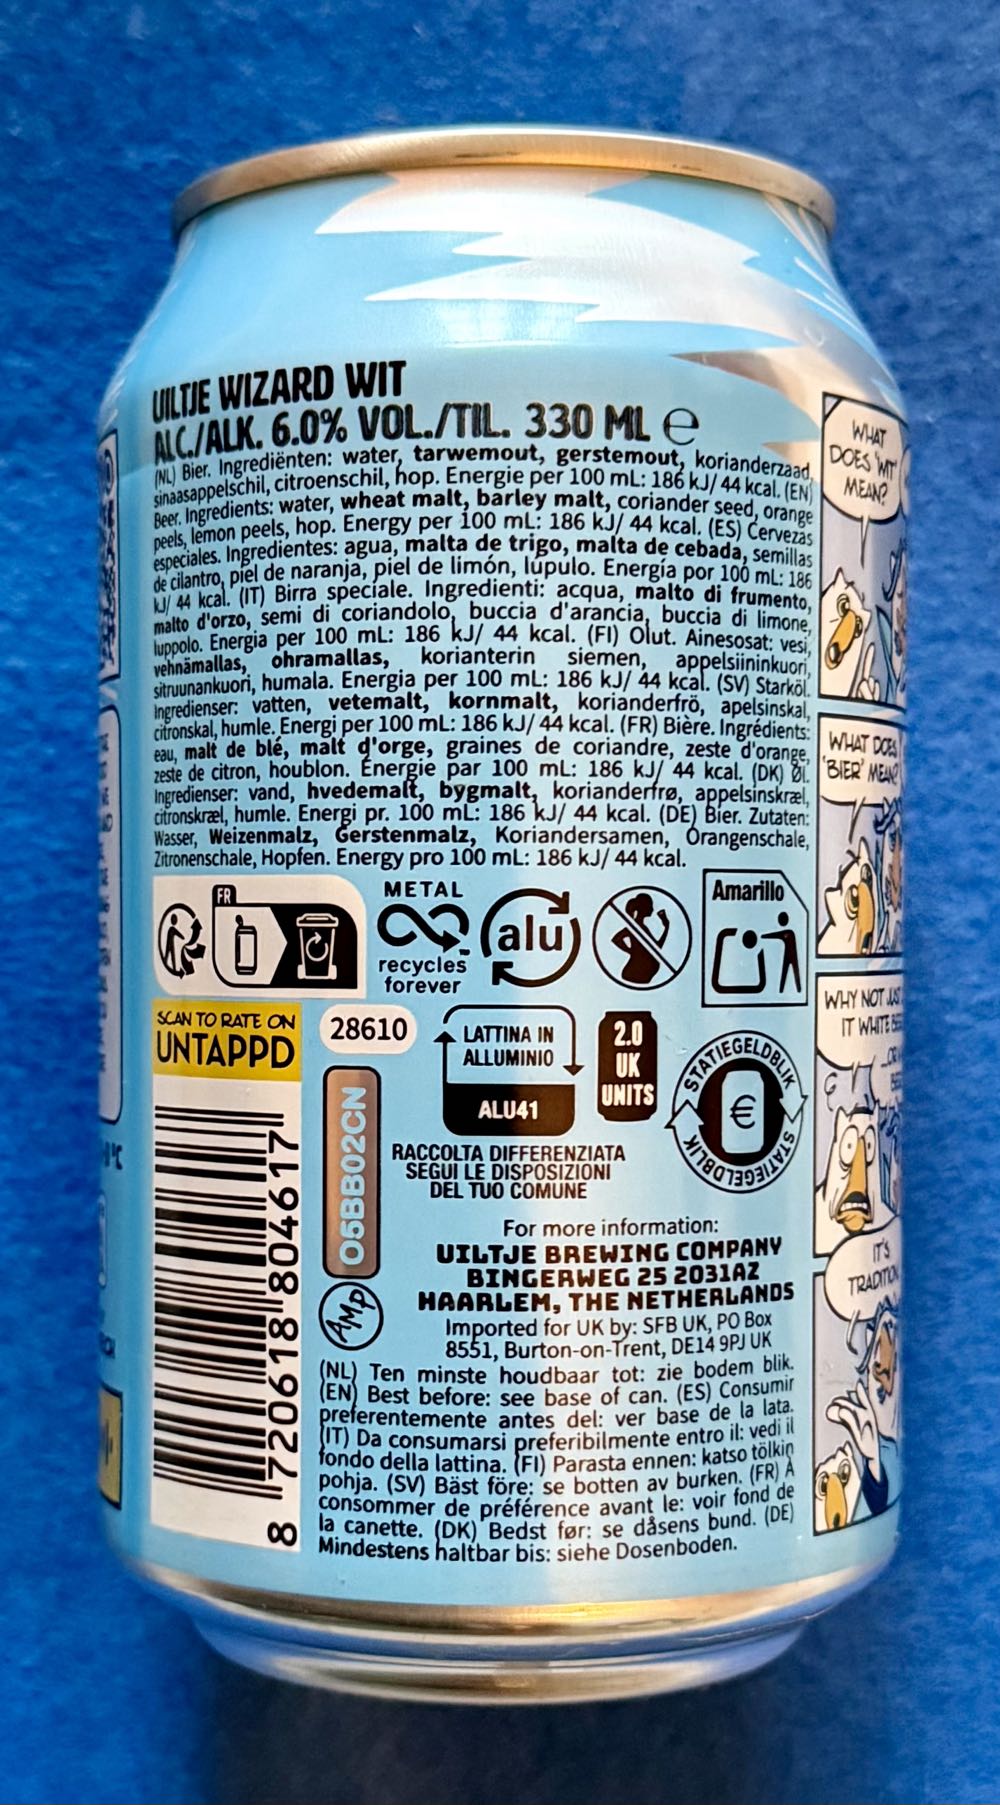 UILTJE WIZARD WIT
ALC./ALK. 6.0% VOL./TIL. 330 ML e
(NL) Bier. Ingrediënten: water, tarwemout, gerstemout, korianderzaad,
sinaasappelschil, citroenschil, hop. Energie per 100 mL: 186 kJ/ 44 kcal. (EN)
Beer. Ingredients: water, wheat malt, barley malt, coriander seed, orange
peels, lemon peels, hop. Energy per 100 mL: 186 kJ/ 44 kcal. (ES) Cervezas
especiales. Ingredientes: agua, malta de trigo, malta de cebada, semillas
de cilantro, piel de naranja, piel de limón, lúpulo. Energía por 100 mL: 186
kJ/ 44 kcal. (IT) Birra speciale. Ingredienti: acqua, malto di frumento,
malto d'orzo, semi di coriandolo, buccia d'arancia, buccia di limone,
luppolo. Energia per 100 mL: 186 kJ/ 44 kcal. (FI) Olut. Ainesosat: vesi,
vehnämallas, ohramallas, korianterin siemen, appelsiininkuori,
sitruunankuori, humala. Energia per 100 mL: 186 kJ/ 44 kcal. (SV) Starköl.
Ingredienser: vatten, vetemalt, kornmalt, korianderfrö, apelsinskal,
citronskal, humle. Energi per 100 mL: 186 kJ/ 44 kcal. (FR) Bière. Ingrédients:
eau, malt de blé, malt d'orge, graines de coriandre, zeste d'orange,
zeste de citron, houblon. Énergie par 100 mL: 186 kJ/ 44 kcal. (DK) Øl.
Ingredienser: vand, hvedemalt, bygmalt, korianderfrø, appelsinskræl,
citronskræl, humle. Energi pr. 100 mL: 186 kJ/ 44 kcal. (DE) Bier. Zutaten:
Wasser, Weizenmalz, Gerstenmalz, Koriandersamen, Orangenschale,
Zitronenschale, Hopfen. Energy pro 100 mL: 186 kJ/ 44 kcal.
FR
METAL
recycles
forever
alu
Amarillo
SCAN TO RATE ON
UNTAPPD
28610
LATTINA IN
ALLUMINIO
ALU41
2.0
UK
UNITS
STATIEGELDBLIK
€
STATIEGELDBLIK
RACCOLTA DIFFERENZIATA
SEGUI LE DISPOSIZIONI
DEL TUO COMUNE
05BB02CN
AMP
8 720618 804617
For more information:
UILTJE BREWING COMPANY
BINGERWEG 25 2031AZ
HAARLEM, THE NETHERLANDS
Imported for UK by: SFB UK, PO Box
8551, Burton-on-Trent, DE14 9PJ UK
(NL) Ten minste houdbaar tot: zie bodem blik.
(EN) Best before: see base of can. (ES) Consumir
preferentemente antes del: ver base de la lata.
(IT) Da consumarsi preferibilmente entro il: vedi il
fondo della lattina. (FI) Parasta ennen: katso tölkin
pohja. (SV) Bäst före: se botten av burken. (FR) À
consommer de préférence avant le: voir fond de
la canette. (DK) Bedst før: se dåsens bund. (DE)
Mindestens haltbar bis: siehe Dosenboden.
WHAT
DOES 'WIT'
MEAN?
WHAT DOES
'BIER' MEAN?
WHY NOT JUST
IT WHITE
IT'S
TRADITION